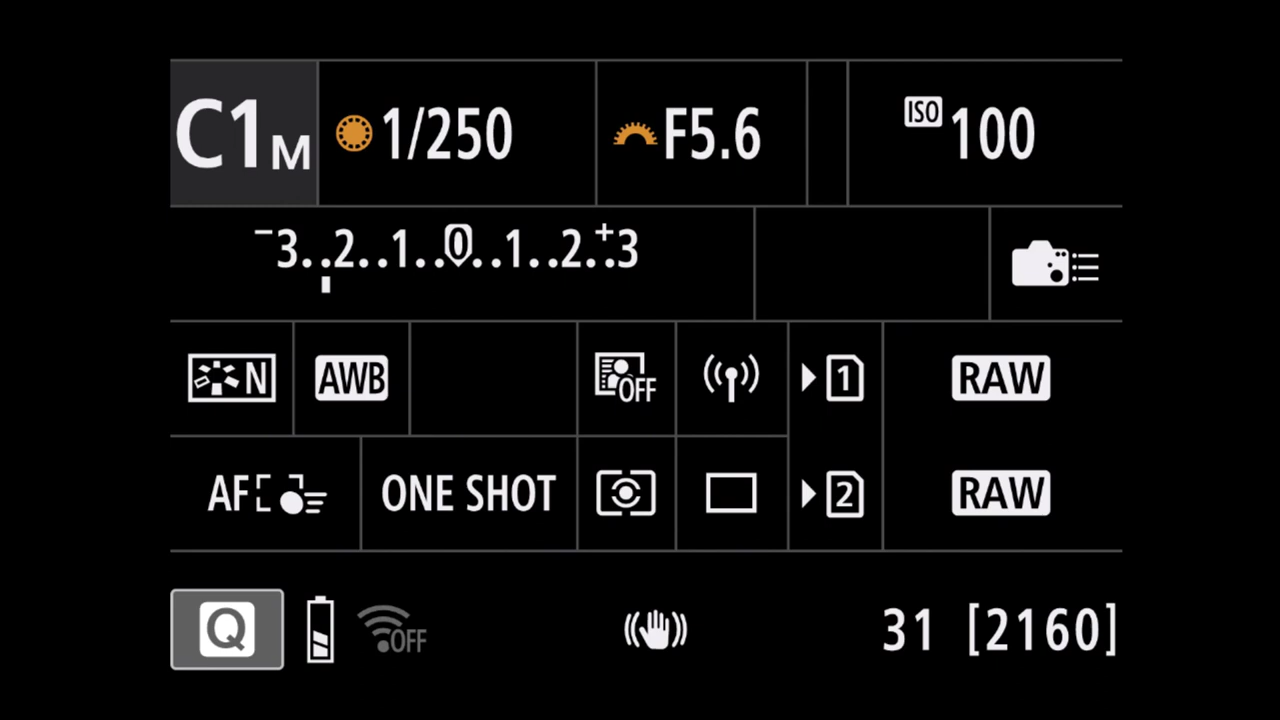 C1M 1/250 F5.6 ISO 100
-3..2..1..0..1..2..+3
N AWB OFF 1 RAW
AF ONE SHOT 2 RAW
Q OFF 31 [2160]